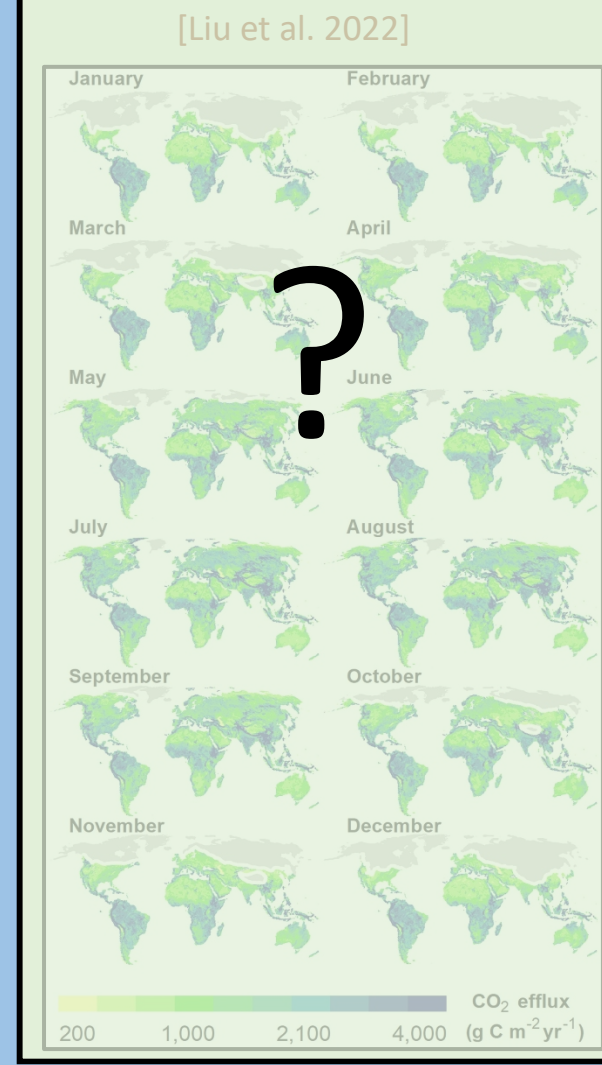 [Liu et al. 2022]
January February
March April
?
May June
July August
September October
November December
CO₂ efflux
200 1,000 2,100 4,000 (g C m⁻² yr⁻¹)